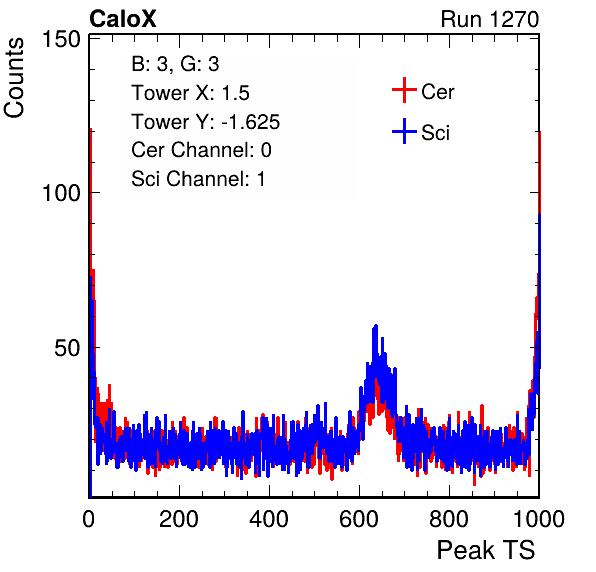 CaloX Run 1270
Counts
150
100
50
B: 3, G: 3
Tower X: 1.5
Tower Y: -1.625
Cer Channel: 0
Sci Channel: 1
Cer
Sci
0 200 400 600 800 1000
Peak TS